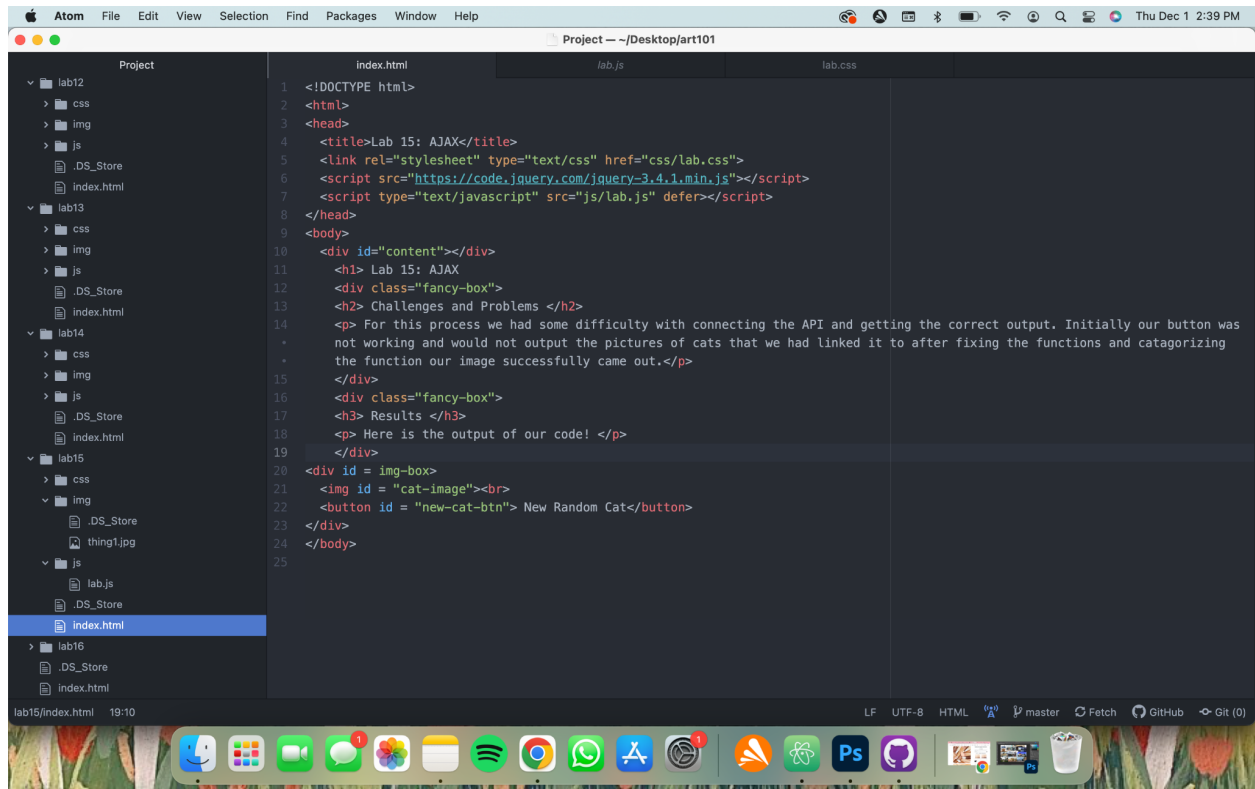 Atom File Edit View Selection Find Packages Window Help Thu Dec 1 2:39 PM
Project — ~/Desktop/art101
Project
lab12
css
img
js
.DS_Store
index.html
lab13
css
img
js
.DS_Store
index.html
lab14
css
img
js
.DS_Store
index.html
lab15
css
img
.DS_Store
thing1.jpg
js
lab.js
.DS_Store
index.html
lab16
.DS_Store
index.html
index.html lab.js lab.css
1 <!DOCTYPE html>
2 <html>
3 <head>
4 <title>Lab 15: AJAX</title>
5 <link rel="stylesheet" type="text/css" href="css/lab.css">
6 <script src="https://code.jquery.com/jquery-3.4.1.min.js"></script>
7 <script type="text/javascript" src="js/lab.js" defer></script>
8 </head>
9 <body>
10 <div id="content"></div>
11 <h1> Lab 15: AJAX
12 <div class="fancy-box">
13 <h2> Challenges and Problems </h2>
14 <p> For this process we had some difficulty with connecting the API and getting the correct output. Initially our button was
• not working and would not output the pictures of cats that we had linked it to after fixing the functions and catagorizing
• the function our image successfully came out.</p>
15 </div>
16 <div class="fancy-box">
17 <h3> Results </h3>
18 <p> Here is the output of our code! </p>
19 </div>
20 <div id = img-box>
21 <img id = "cat-image"><br>
22 <button id = "new-cat-btn"> New Random Cat</button>
23 </div>
24 </body>
25
lab15/index.html 19:10 LF UTF-8 HTML master Fetch GitHub Git (0)
1
1
Ps
Ps